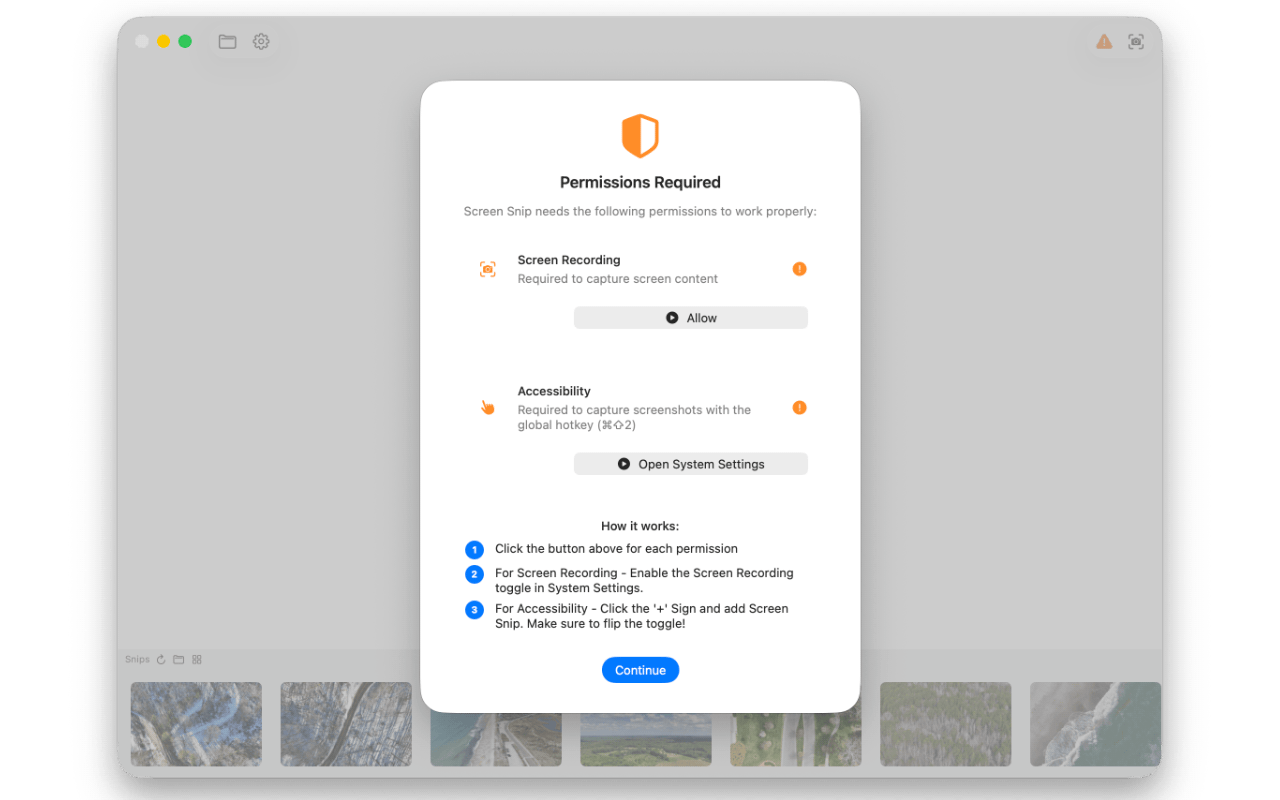 Permissions Required
Screen Snip needs the following permissions to work properly:
Screen Recording
Required to capture screen content
Allow
Accessibility
Required to capture screenshots with the
global hotkey (⌘⇧2)
Open System Settings
How it works:
1 Click the button above for each permission
2 For Screen Recording - Enable the Screen Recording
toggle in System Settings.
3 For Accessibility - Click the '+' Sign and add Screen
Snip. Make sure to flip the toggle!
Continue
Snips